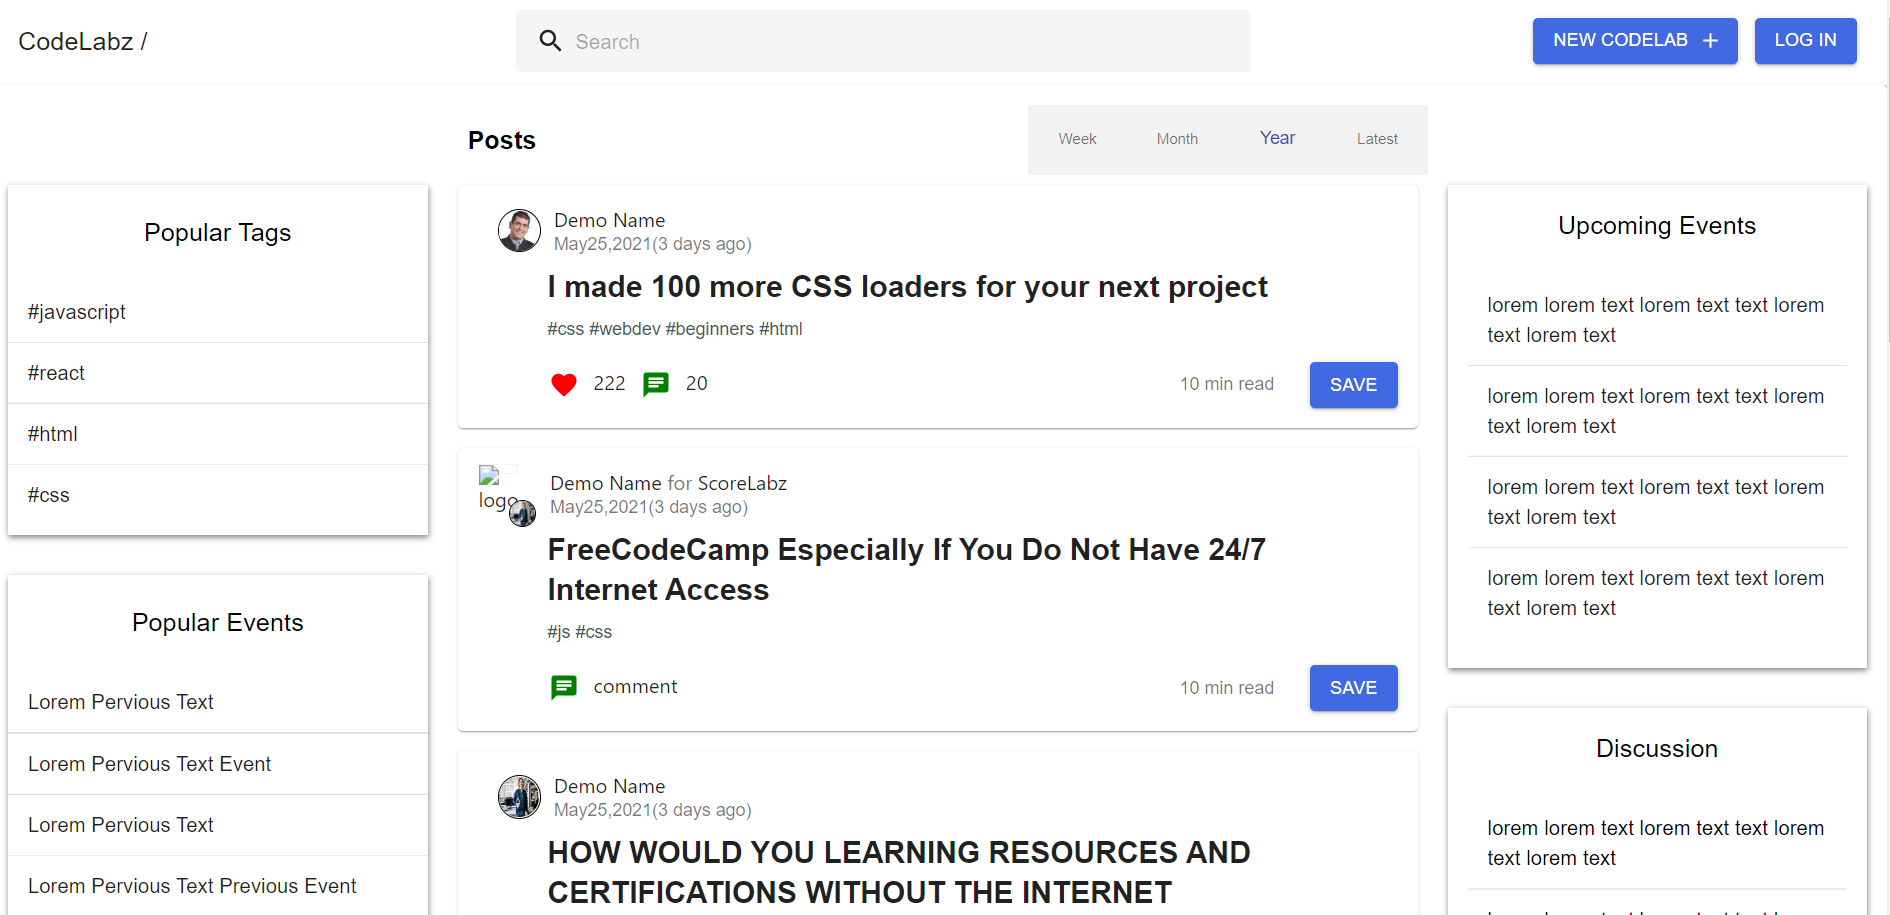 CodeLabz /
Search
NEW CODELAB +
LOG IN
Posts
Week
Month
Year
Latest
Popular Tags
#javascript
#react
#html
#css
Popular Events
Lorem Pervious Text
Lorem Pervious Text Event
Lorem Pervious Text
Lorem Pervious Text Previous Event
Demo Name
May25,2021(3 days ago)
I made 100 more CSS loaders for your next project
#css #webdev #beginners #html
222
20
10 min read
SAVE
logo
Demo Name for ScoreLabz
May25,2021(3 days ago)
FreeCodeCamp Especially If You Do Not Have 24/7
Internet Access
#js #css
comment
10 min read
SAVE
Demo Name
May25,2021(3 days ago)
HOW WOULD YOU LEARNING RESOURCES AND
CERTIFICATIONS WITHOUT THE INTERNET
Upcoming Events
lorem lorem text lorem text text lorem
text lorem text
lorem lorem text lorem text text lorem
text lorem text
lorem lorem text lorem text text lorem
text lorem text
lorem lorem text lorem text text lorem
text lorem text
Discussion
lorem lorem text lorem text text lorem
text lorem text